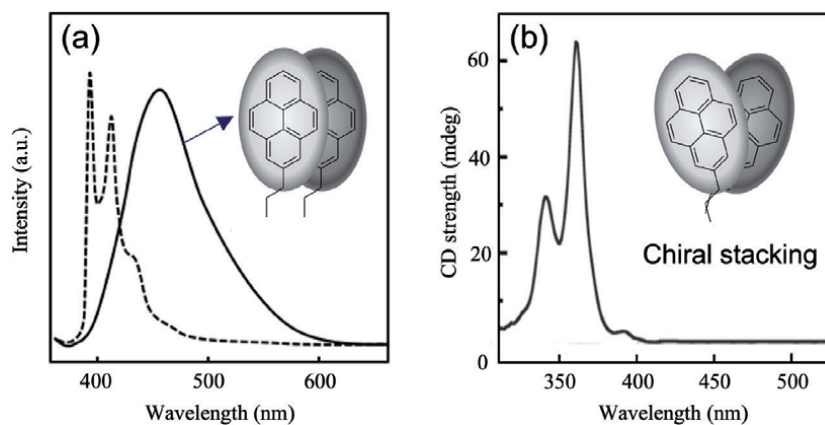 (a)
Intensity (a.u.)
400
500
600
Wavelength (nm)
(b)
CD strength (mdeg)
60
40
20
0
Chiral stacking
350
400
450
500
Wavelength (nm)